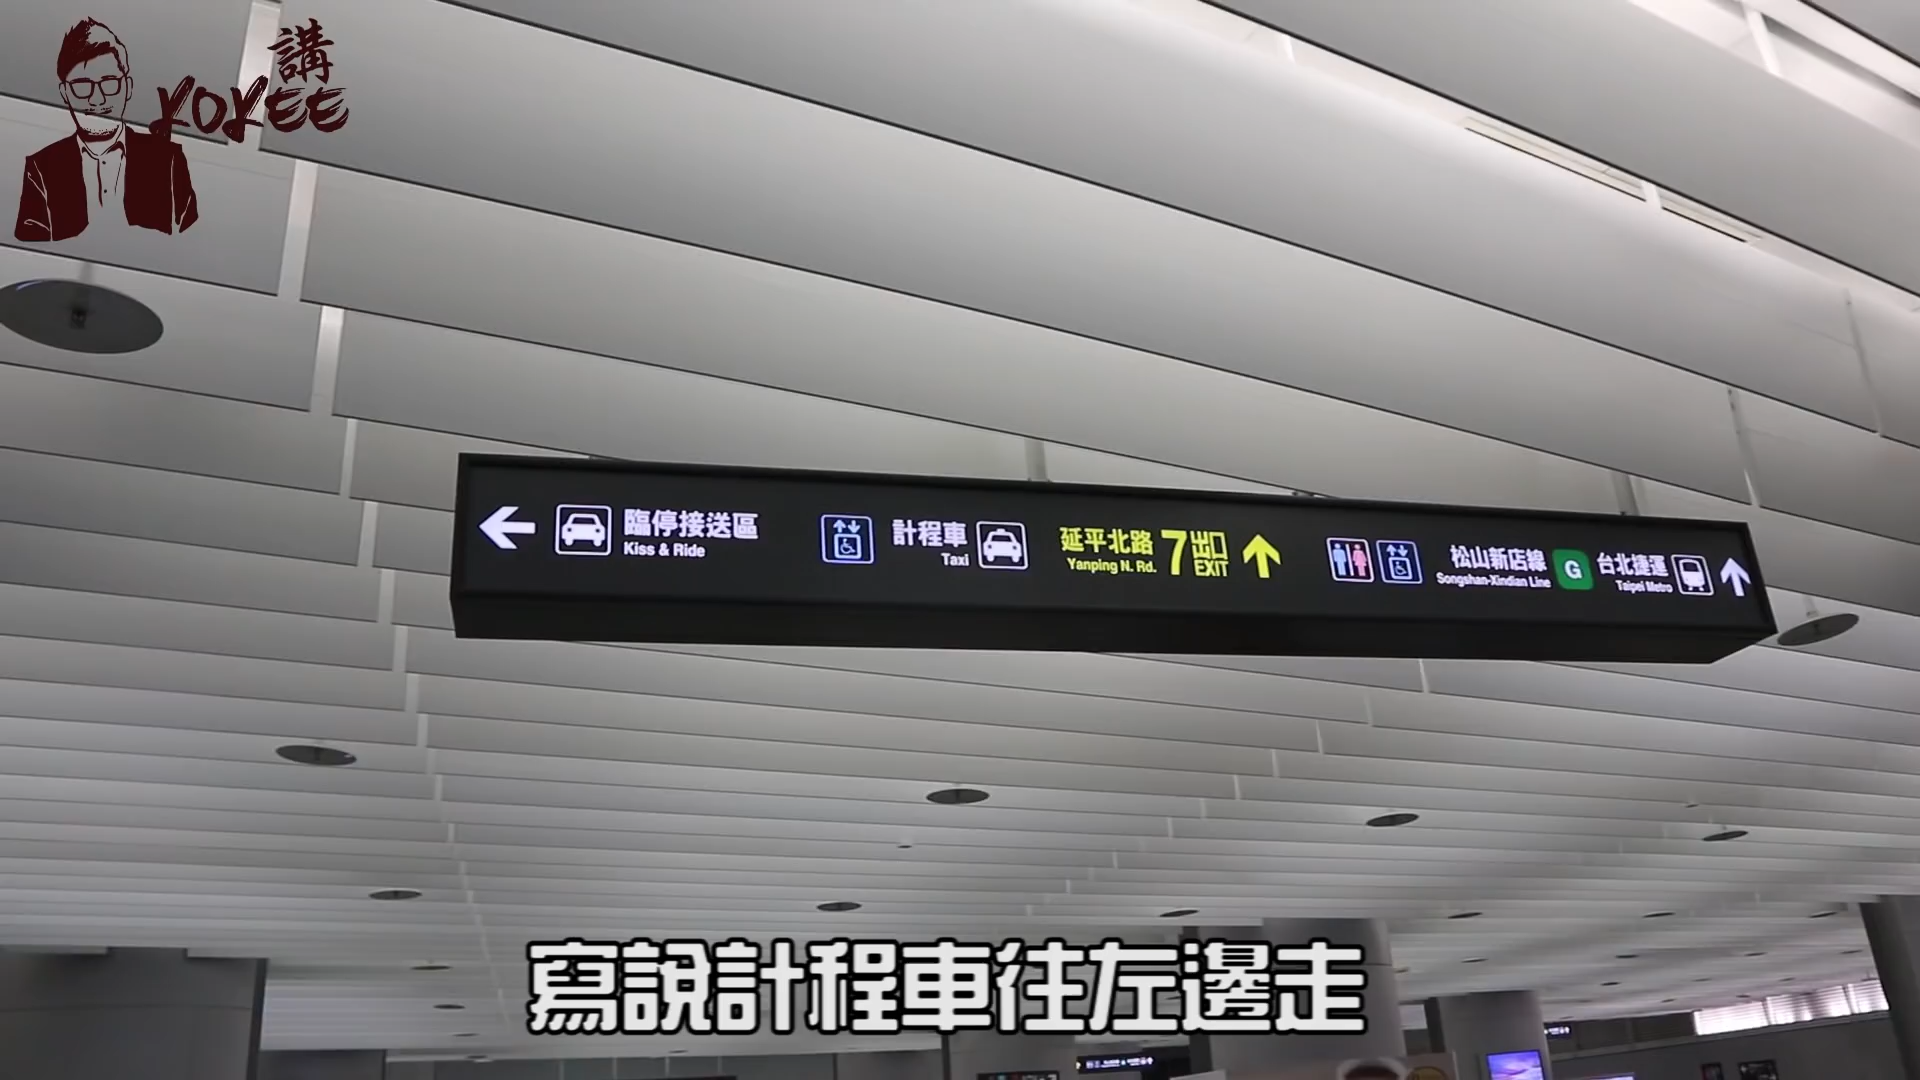 講
KOKEE
臨停接送區
Kiss & Ride
計程車
Taxi
延平北路
Yanping N. Rd.
7出口
EXIT
松山新店線
Songshan-Xindian Line
G
台北捷運
Taipei Metro
寫說計程車往左邊走